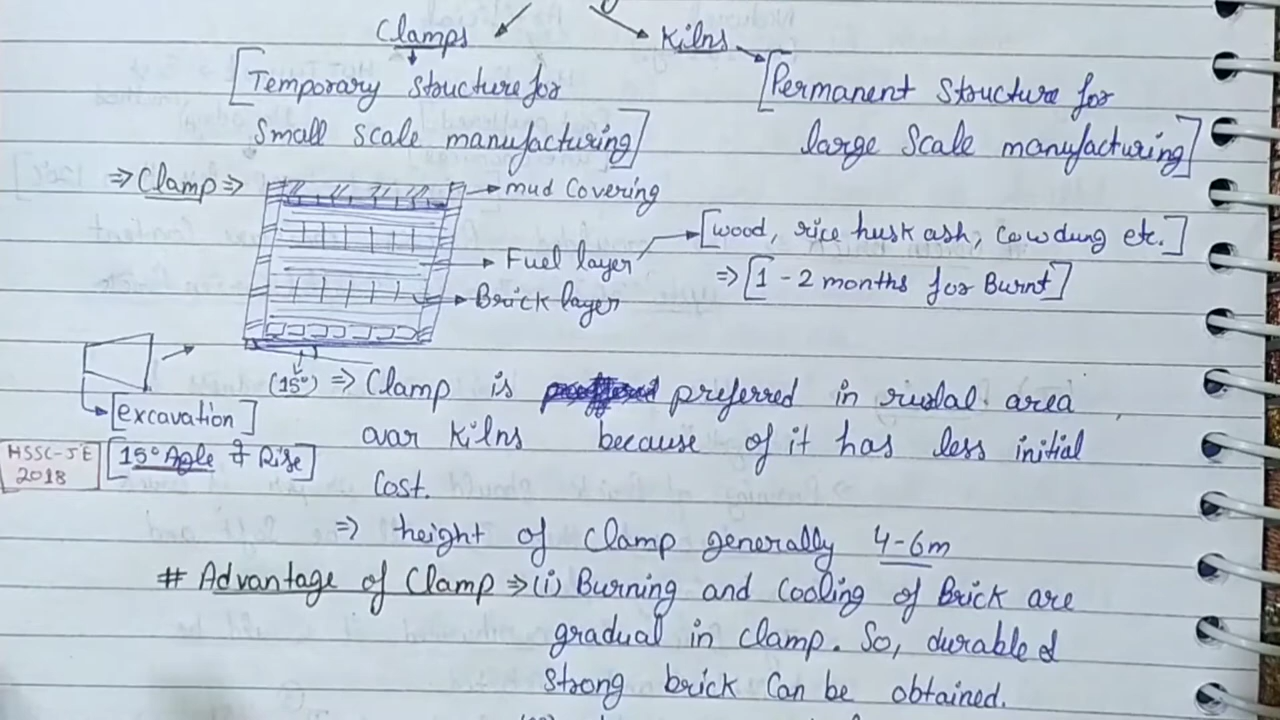 Clamps Kilns
[Temporary Structure for
Small Scale manufacturing]
[Permanent Structure for
large Scale manufacturing]
⇒ Clamp ⇒
→ mud Covering
→ Fuel layer
→ [wood, rice husk ash, Cowdung etc.]
⇒ [1 - 2 months for Burnt]
→ Brick layer
(15°)
[excavation]
HSSC-JE
2018
[15° Agle of Rise]
⇒ Clamp is preferred in rural area
ovar Kilns because of it has less initial
Cost.
⇒ height of Clamp generally 4-6m
# Advantage of Clamp ⇒ (i) Burning and Cooling of Brick are
gradual in clamp. So, durable &
Strong brick Can be obtained.